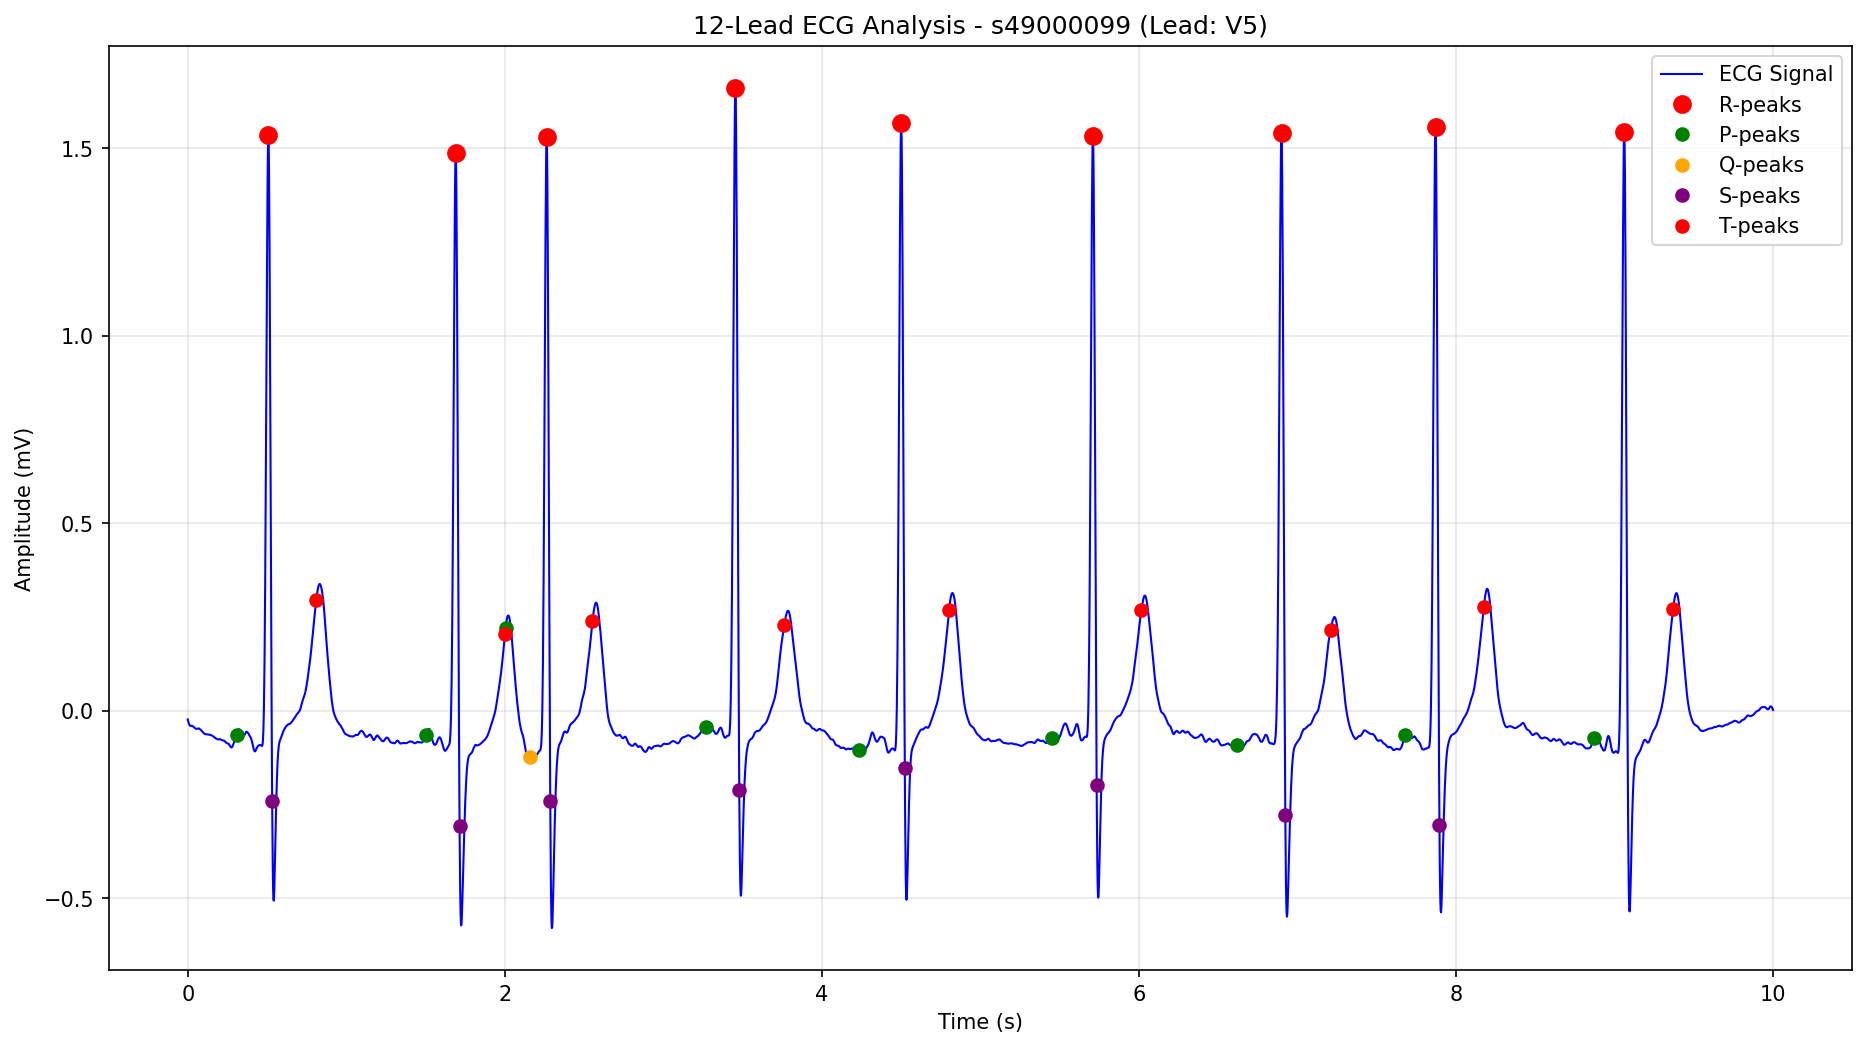 12-Lead ECG Analysis - s49000099 (Lead: V5)
ECG Signal
R-peaks
P-peaks
Q-peaks
S-peaks
T-peaks
Amplitude (mV)
1.5
1.0
0.5
0.0
−0.5
0 2 4 6 8 10
Time (s)